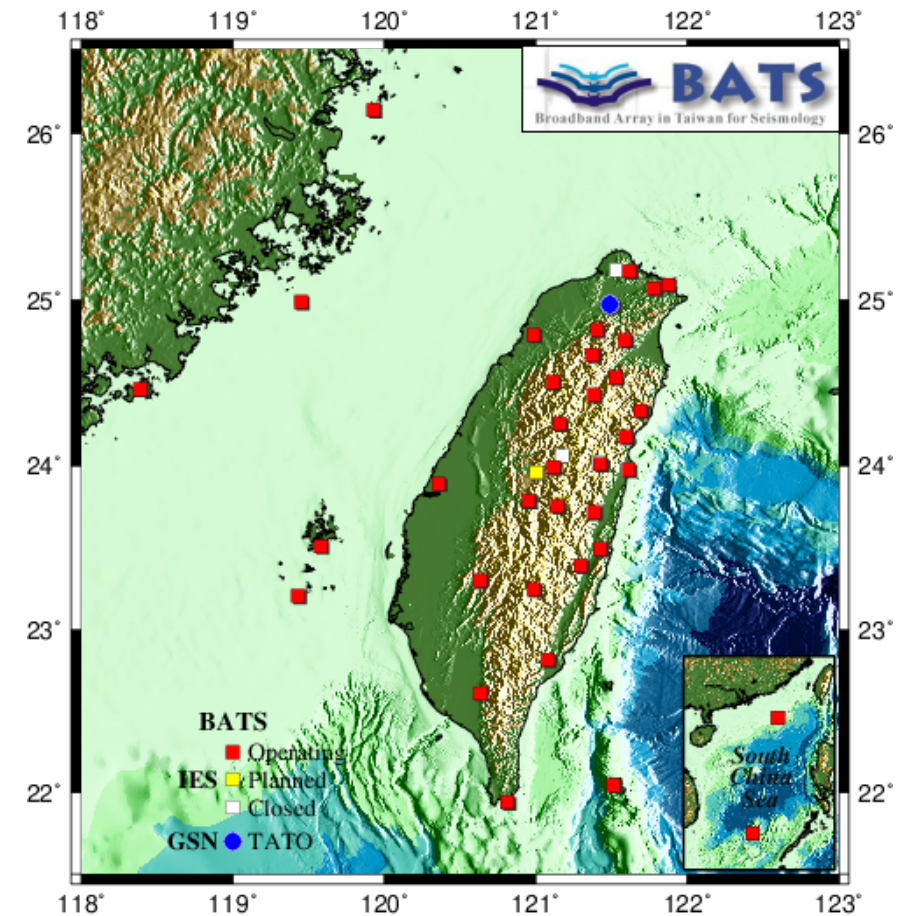 118° 119° 120° 121° 122° 123°
BATS
Broadband Array in Taiwan for Seismology
26° 26°
25° 25°
24° 24°
23° 23°
22° 22°
BATS
Operating
IES Planned
Closed
GSN TATO
South
China
Sea
118° 119° 120° 121° 122° 123°